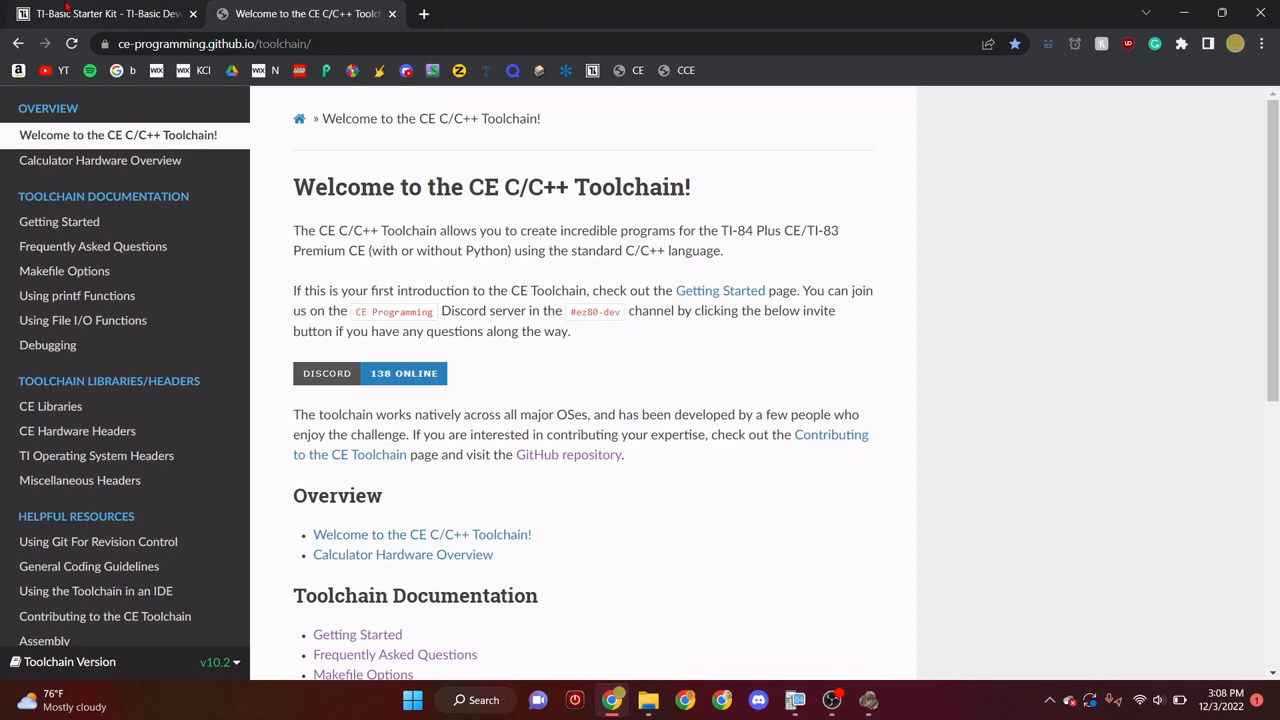 TI-Basic Starter Kit - TI-Basic Dev
Welcome to the CE C/C++ Toolch
ce-programming.github.io/toolchain/
YT
b
WIX
WIX KCI
WIX N
CE
CCE
OVERVIEW
Welcome to the CE C/C++ Toolchain!
Calculator Hardware Overview
TOOLCHAIN DOCUMENTATION
Getting Started
Frequently Asked Questions
Makefile Options
Using printf Functions
Using File I/O Functions
Debugging
TOOLCHAIN LIBRARIES/HEADERS
CE Libraries
CE Hardware Headers
TI Operating System Headers
Miscellaneous Headers
HELPFUL RESOURCES
Using Git For Revision Control
General Coding Guidelines
Using the Toolchain in an IDE
Contributing to the CE Toolchain
Assembly
Toolchain Version v10.2
» Welcome to the CE C/C++ Toolchain!
Welcome to the CE C/C++ Toolchain!
The CE C/C++ Toolchain allows you to create incredible programs for the TI-84 Plus CE/TI-83
Premium CE (with or without Python) using the standard C/C++ language.
If this is your first introduction to the CE Toolchain, check out the Getting Started page. You can join
us on the CE Programming Discord server in the #ez80-dev channel by clicking the below invite
button if you have any questions along the way.
DISCORD 138 ONLINE
The toolchain works natively across all major OSes, and has been developed by a few people who
enjoy the challenge. If you are interested in contributing your expertise, check out the Contributing
to the CE Toolchain page and visit the GitHub repository.
Overview
Welcome to the CE C/C++ Toolchain!
Calculator Hardware Overview
Toolchain Documentation
Getting Started
Frequently Asked Questions
Makefile Options
76°F
Mostly cloudy
Search
3:08 PM
12/3/2022
1